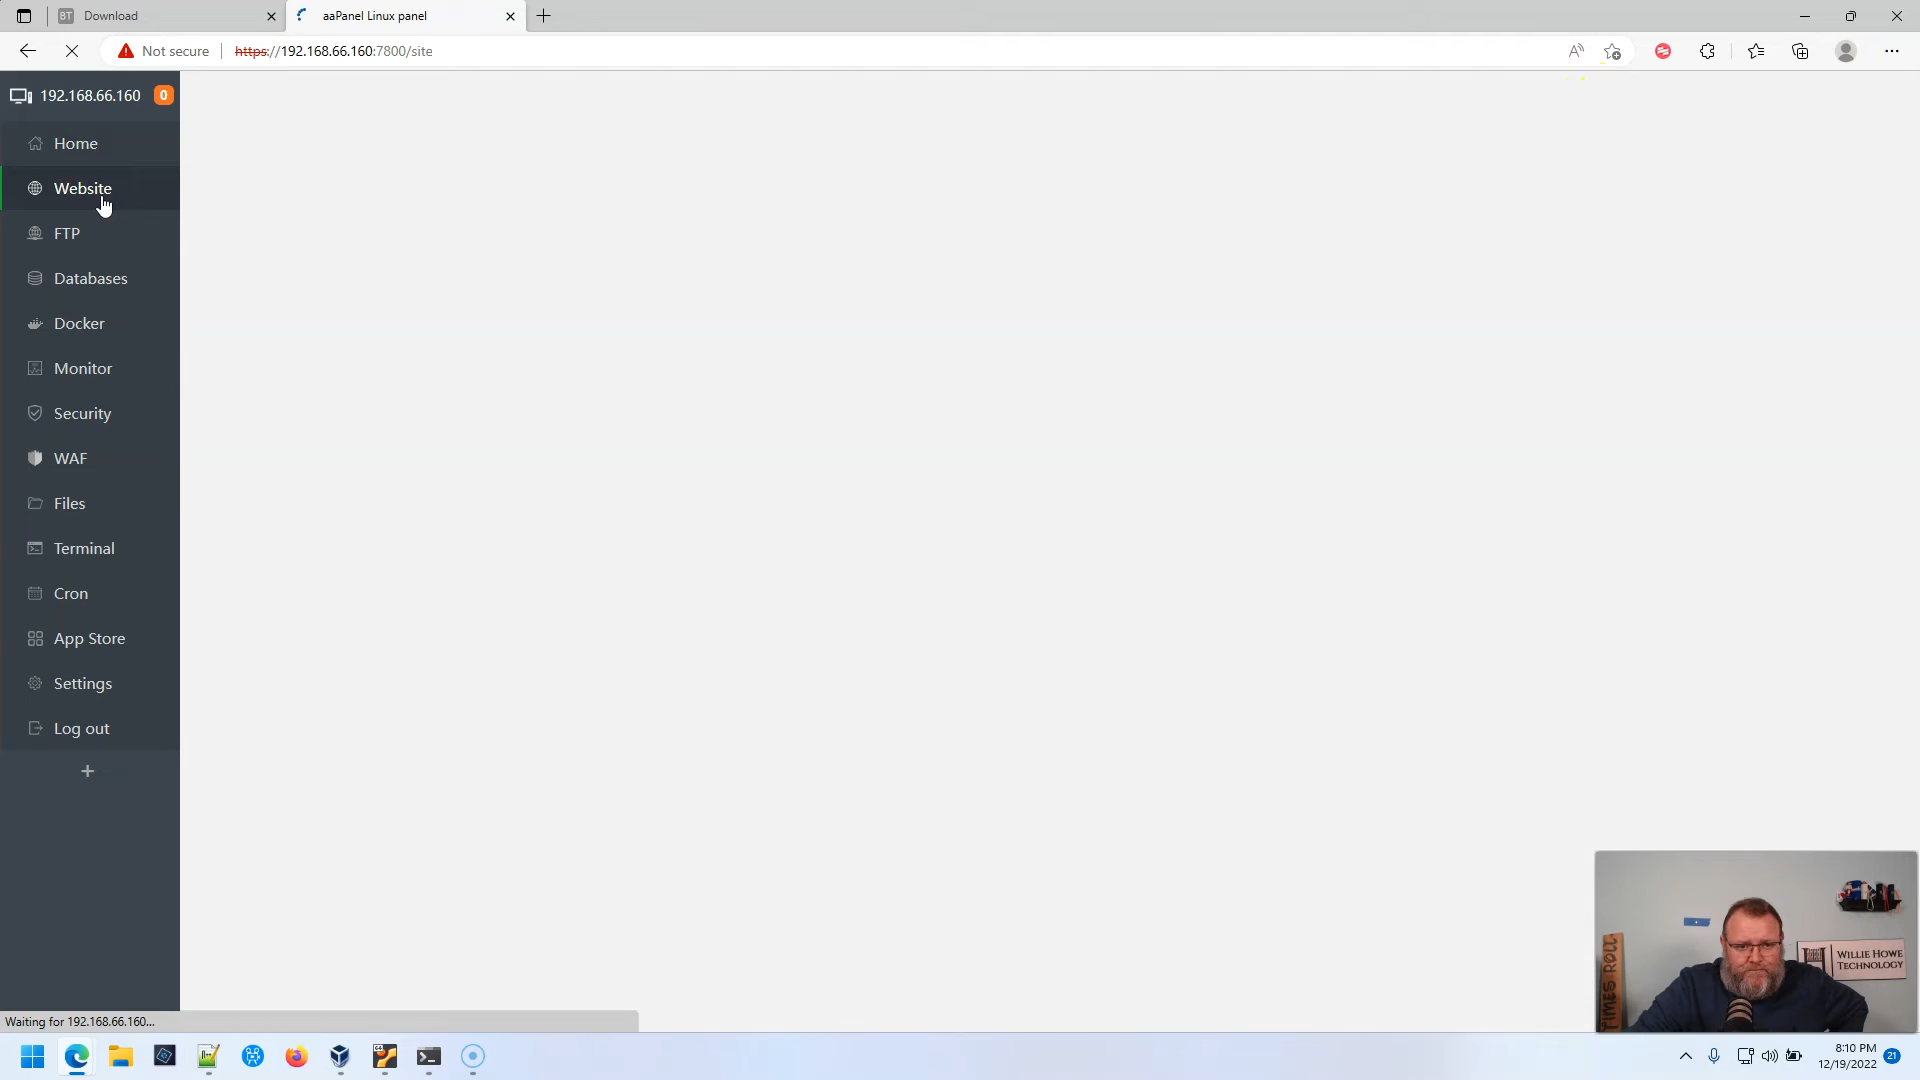 Download
aaPanel Linux panel
Not secure
https://192.168.66.160:7800/site
192.168.66.160
0
Home
Website
FTP
Databases
Docker
Monitor
Security
WAF
Files
Terminal
Cron
App Store
Settings
Log out
Waiting for 192.168.66.160...
TIMES ROLL
WILLIE HOWE
TECHNOLOGY
8:10 PM
12/19/2022
21